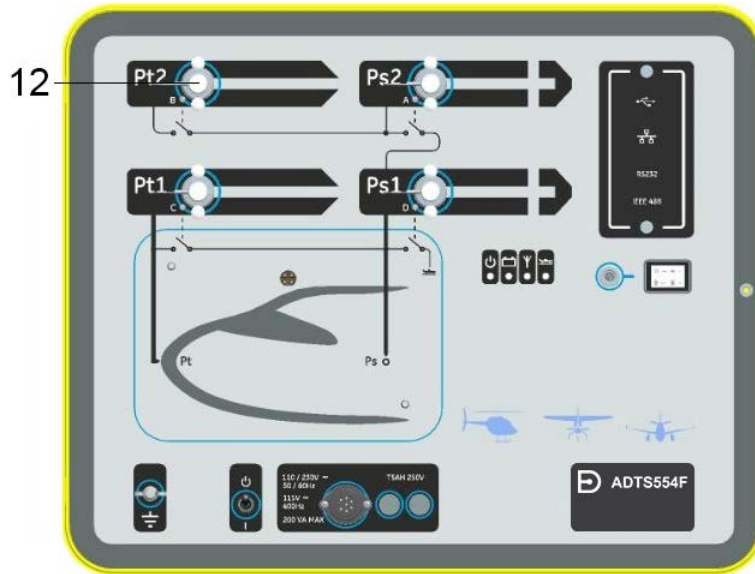 12
Pt2
B
Ps2
A
Pt1
C
Ps1
D
RS232
IEEE 488
Pt
Ps
110 / 230V ~
50 / 60Hz
115V ~
400Hz
200 VA MAX
T5AH 250V
ADTS554F